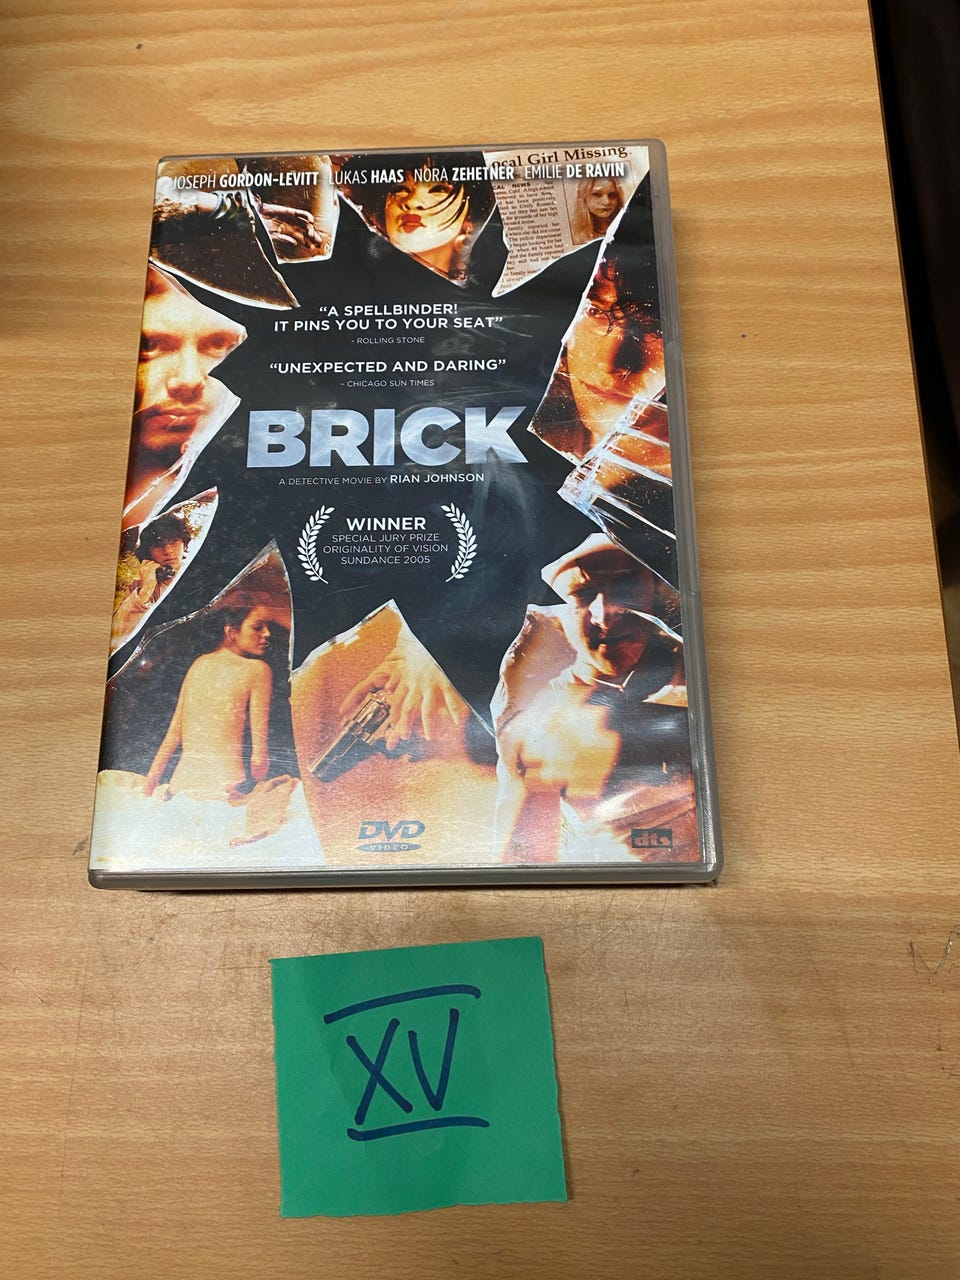 JOSEPH GORDON-LEVITT LUKAS HAAS NORA ZEHETNER EMILIE DE RAVIN
ocal Girl Missing.
"A SPELLBINDER!
IT PINS YOU TO YOUR SEAT"
- ROLLING STONE
"UNEXPECTED AND DARING"
- CHICAGO SUN TIMES
BRICK
A DETECTIVE MOVIE BY RIAN JOHNSON
WINNER
SPECIAL JURY PRIZE
ORIGINALITY OF VISION
SUNDANCE 2005
DVD
VIDEO
dts
XV